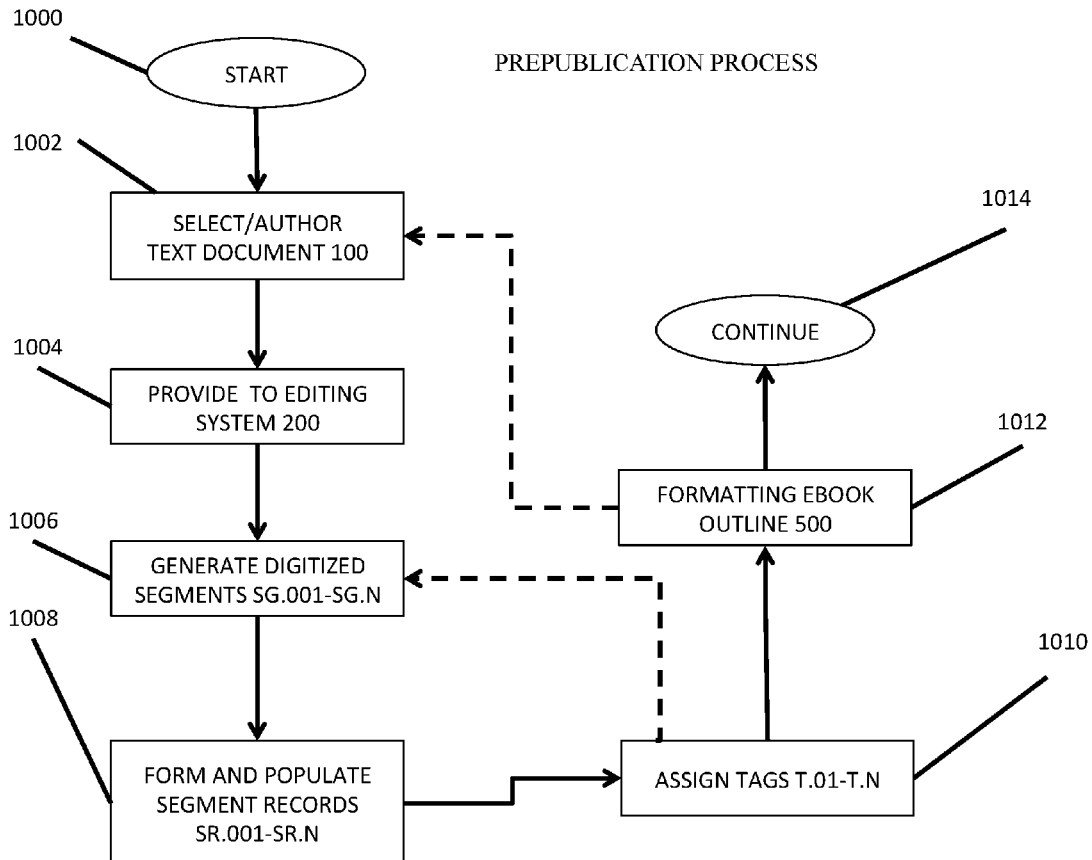 1000
START
PREPUBLICATION PROCESS
1002
SELECT/AUTHOR
TEXT DOCUMENT 100
1014
CONTINUE
1004
PROVIDE TO EDITING
SYSTEM 200
1012
FORMATTING EBOOK
OUTLINE 500
1006
GENERATE DIGITIZED
SEGMENTS SG.001-SG.N
1008
1010
FORM AND POPULATE
SEGMENT RECORDS
SR.001-SR.N
ASSIGN TAGS T.01-T.N